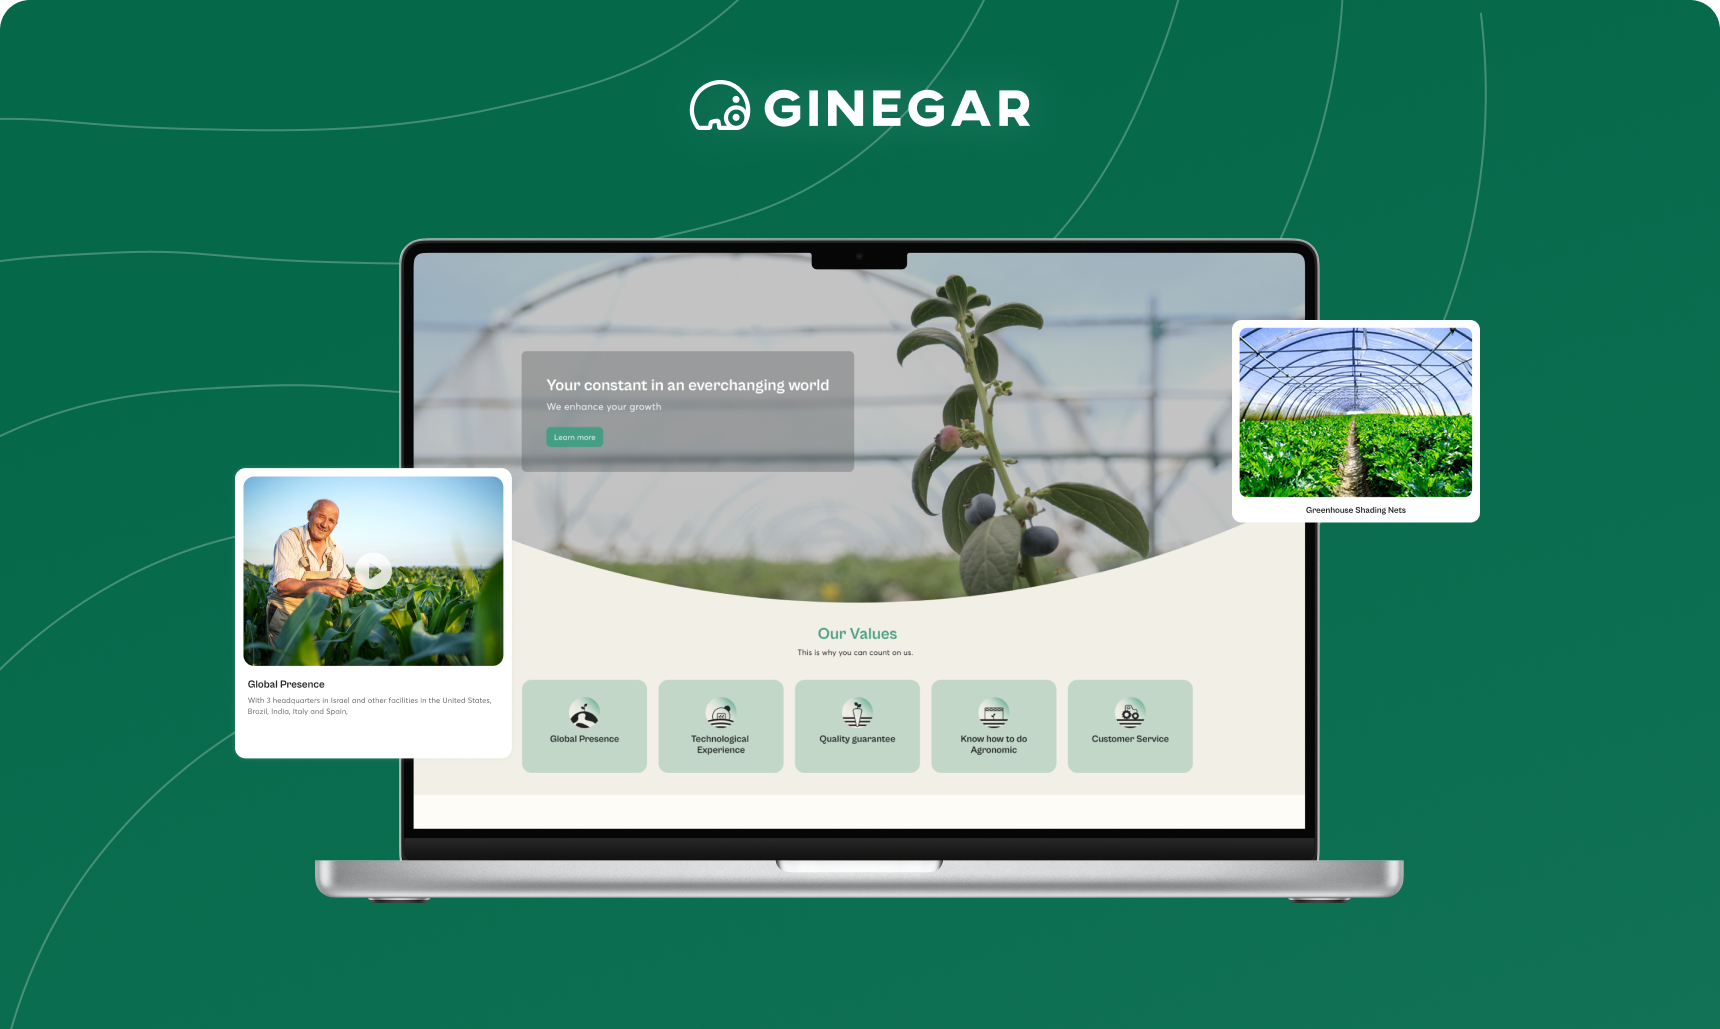 GINEGAR
Your constant in an everchanging world
We enhance your growth
Learn more
Greenhouse Shading Nets
Global Presence
With 3 headquarters in Israel and other facilities in the United States,
Brazil, India, Italy and Spain,
Our Values
This is why you can count on us.
Global Presence
Technological
Experience
Quality guarantee
Know how to do
Agronomic
Customer Service